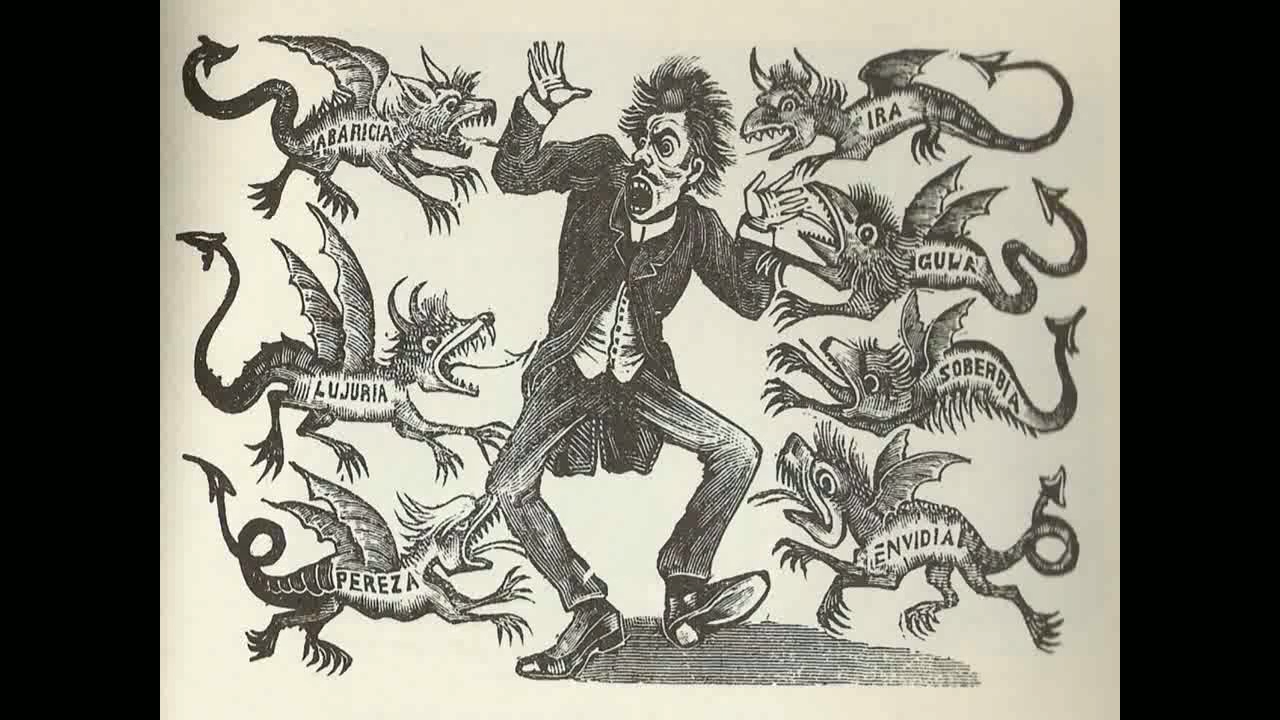 ABARICIA
LUJURIA
PEREZA
IRA
GULA
SOBERBIA
ENVIDIA